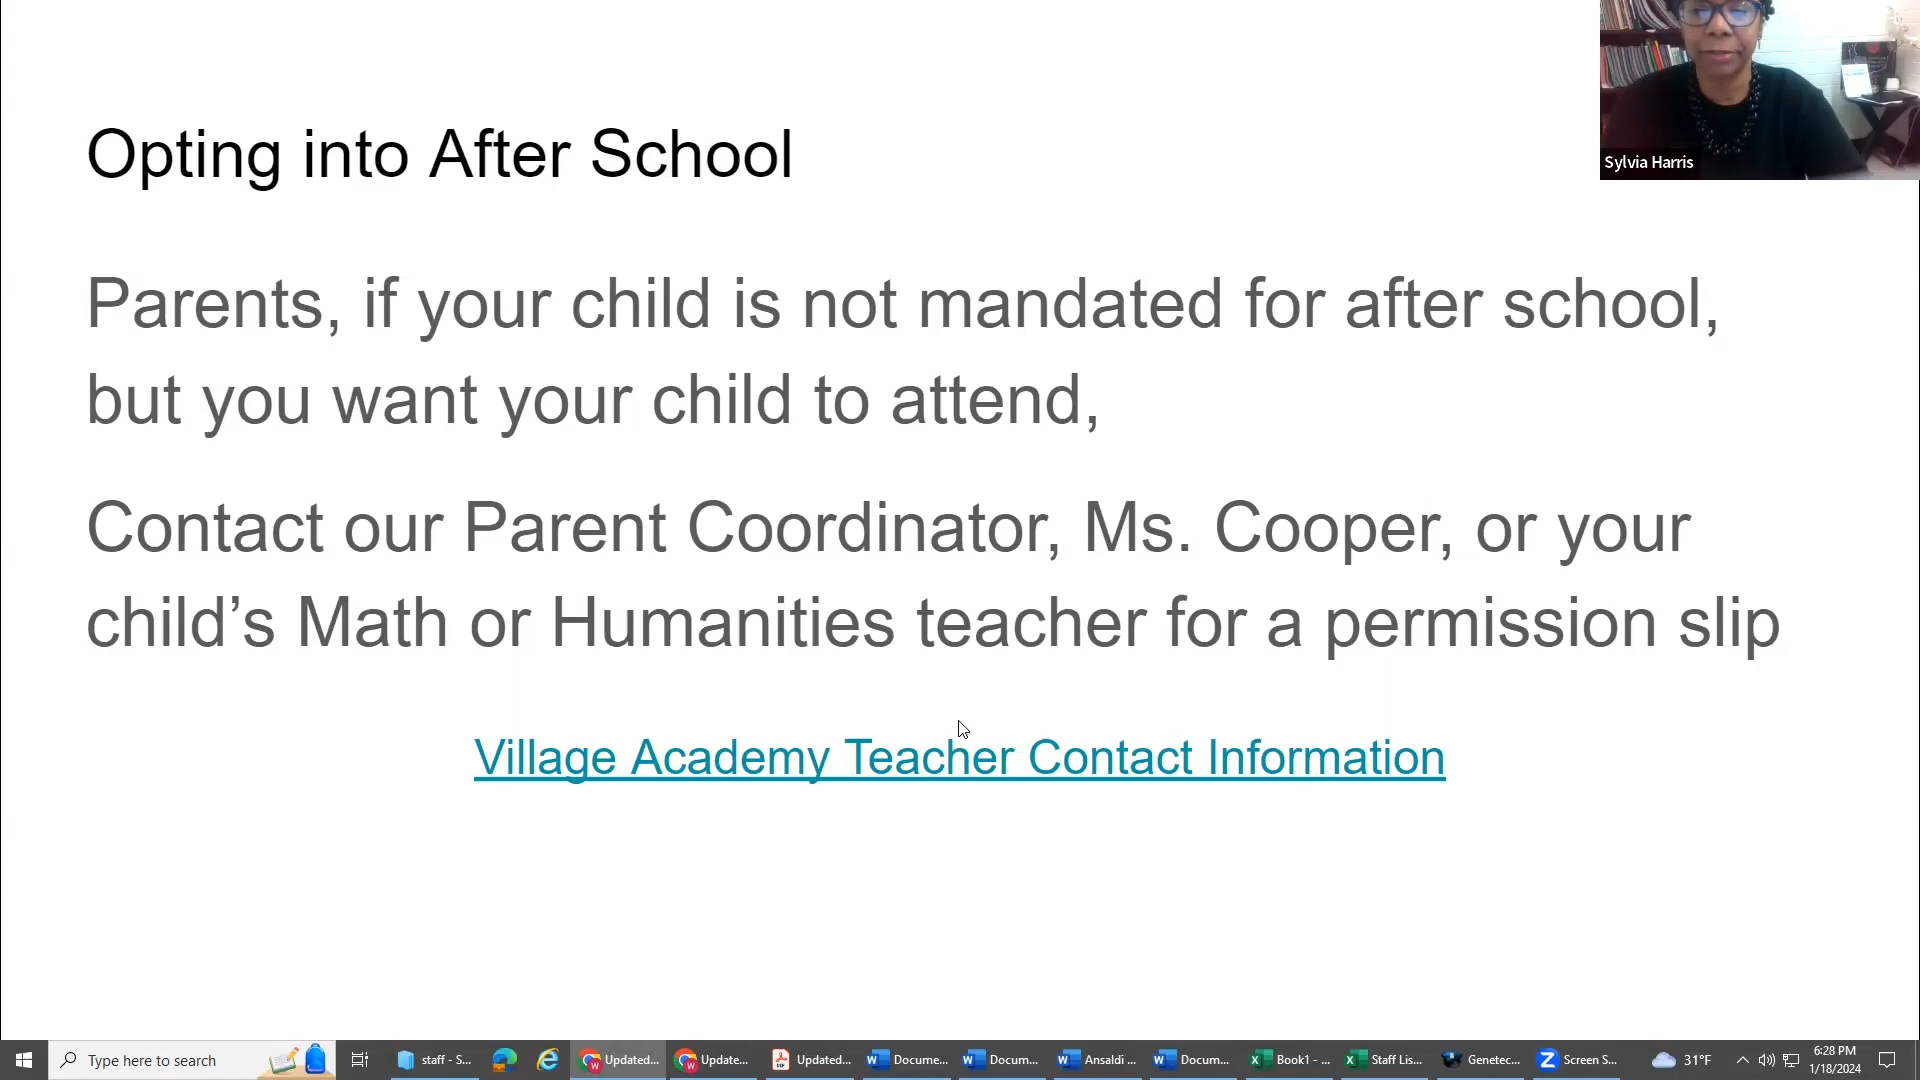 Opting into After School
Sylvia Harris
Parents, if your child is not mandated for after school,
but you want your child to attend,
Contact our Parent Coordinator, Ms. Cooper, or your
child’s Math or Humanities teacher for a permission slip
Village Academy Teacher Contact Information
Type here to search
staff - S...
Updated...
Update...
Updated...
Docume...
Docum...
Ansaldi ...
Docum...
Book1 - ...
Staff Lis...
Genetec...
Screen S...
31°F
6:28 PM
1/18/2024